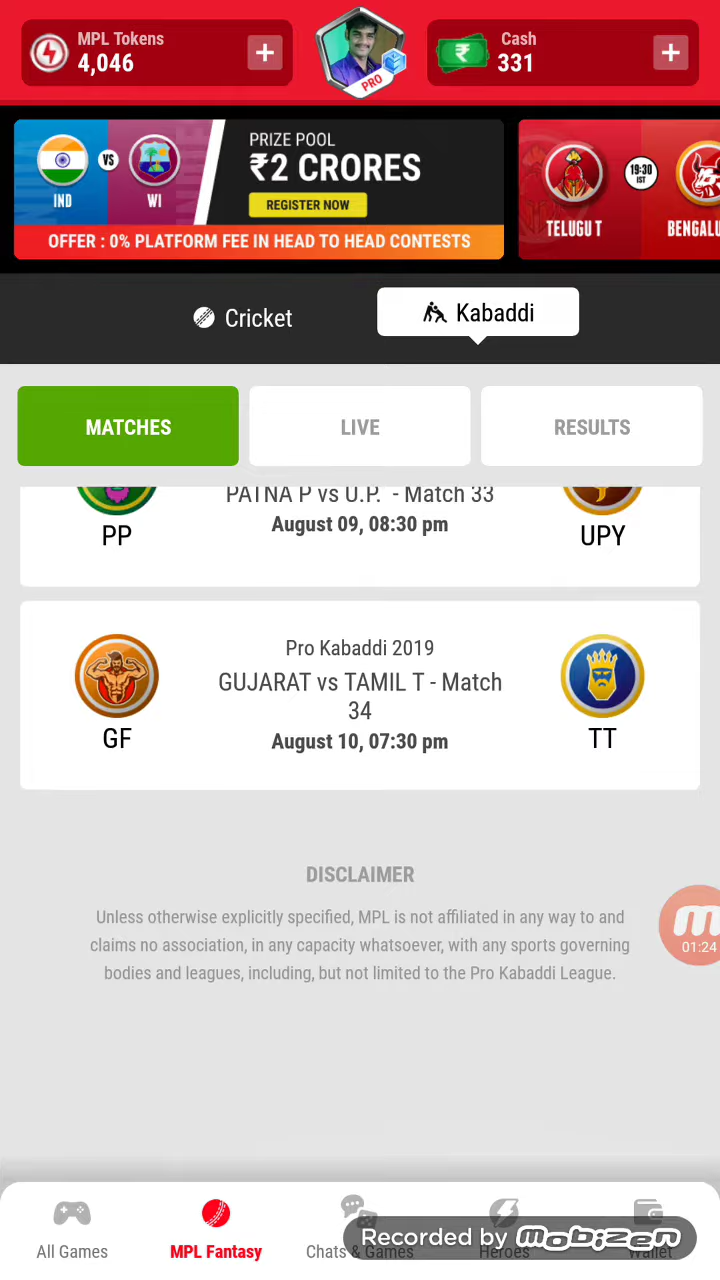 MPL Tokens
4,046
+
PRO
Cash
331
+
IND
VS
WI
PRIZE POOL
₹2 CRORES
REGISTER NOW
OFFER : 0% PLATFORM FEE IN HEAD TO HEAD CONTESTS
TELUGU T
19:30
IST
BENGALU
Cricket
Kabaddi
MATCHES
LIVE
RESULTS
PATNA P vs U.P. - Match 33
August 09, 08:30 pm
PP
UPY
Pro Kabaddi 2019
GUJARAT vs TAMIL T - Match
34
August 10, 07:30 pm
GF
TT
DISCLAIMER
Unless otherwise explicitly specified, MPL is not affiliated in any way to and
claims no association, in any capacity whatsoever, with any sports governing
bodies and leagues, including, but not limited to the Pro Kabaddi League.
01:24
All Games
MPL Fantasy
Chats & Games
Heroes
Wallet
Recorded by mobizen